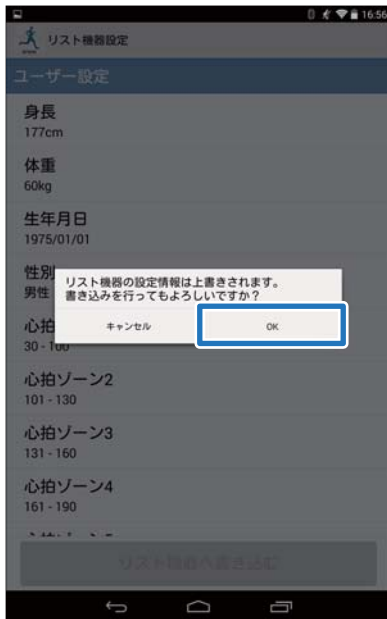 16:56
リスト機器設定
ユーザー設定
身長
177cm
体重
60kg
生年月日
1975/01/01
性別
男性
リスト機器の設定情報は上書きされます。
書き込みを行ってもよろしいですか？
キャンセル
OK
心拍
30 - 100
心拍ゾーン2
101 - 130
心拍ゾーン3
131 - 160
心拍ゾーン4
161 - 190
リスト機器へ書き込む